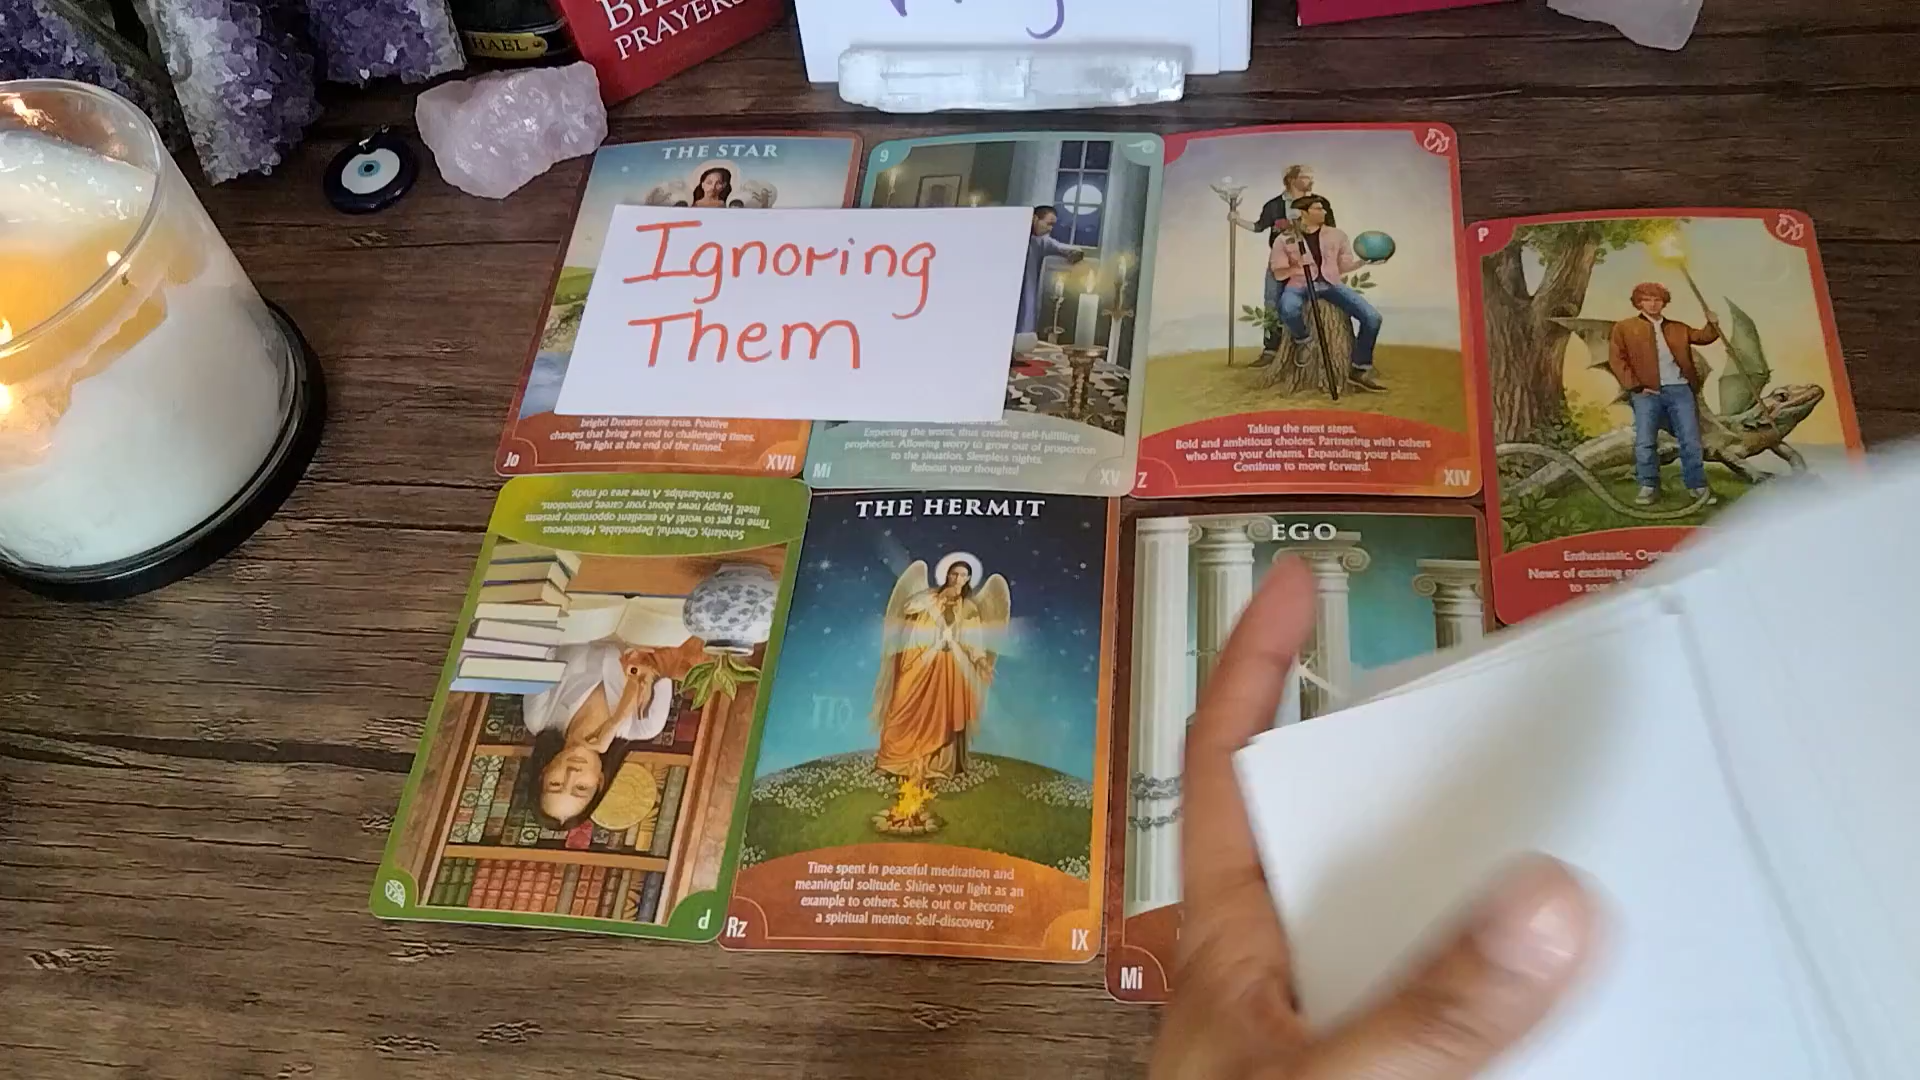 PRAYERS
HAEL
THE STAR
Ignoring
Them
bright! Dreams come true. Positive
changes that bring an end to challenging times.
The light at the end of the tunnel.
Jo
XVII
9
Expecting the worst, thus creating self-fulfilling
prophecies. Allowing worry to grow out of proportion
to the situation. Sleepless nights.
Refocus your thoughts!
Mi
XV
Taking the next steps.
Bold and ambitious choices. Partnering with others
who share your dreams. Expanding your plans.
Continue to move forward.
Z
XIV
P
Enthusiastic,
News of exciting
to
Scholarly, Cheerful, Dependable, Mischievous
Time to get to work! An excellent opportunity presents
itself. Happy news about your career, promotions,
or scholarships. A new area of study.
P
THE HERMIT
Time spent in peaceful meditation and
meaningful solitude. Shine your light as an
example to others. Seek out or become
a spiritual mentor. Self-discovery.
Rz
IX
EGO
Mi